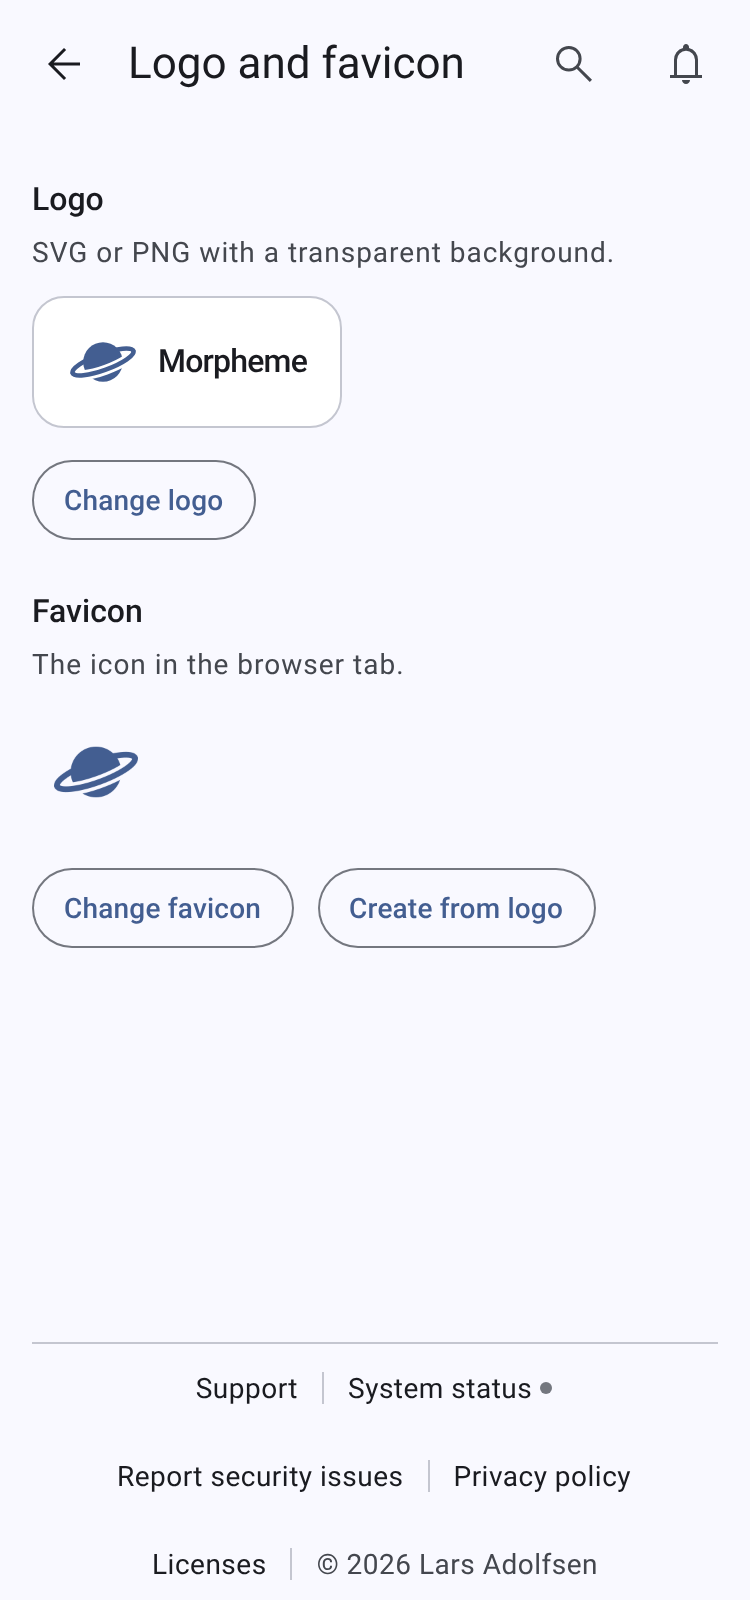 Logo and favicon
Logo
SVG or PNG with a transparent background.
Morpheme
Change logo
Favicon
The icon in the browser tab.
Change favicon
Create from logo
Support
System status
Report security issues
Privacy policy
Licenses
© 2026 Lars Adolfsen